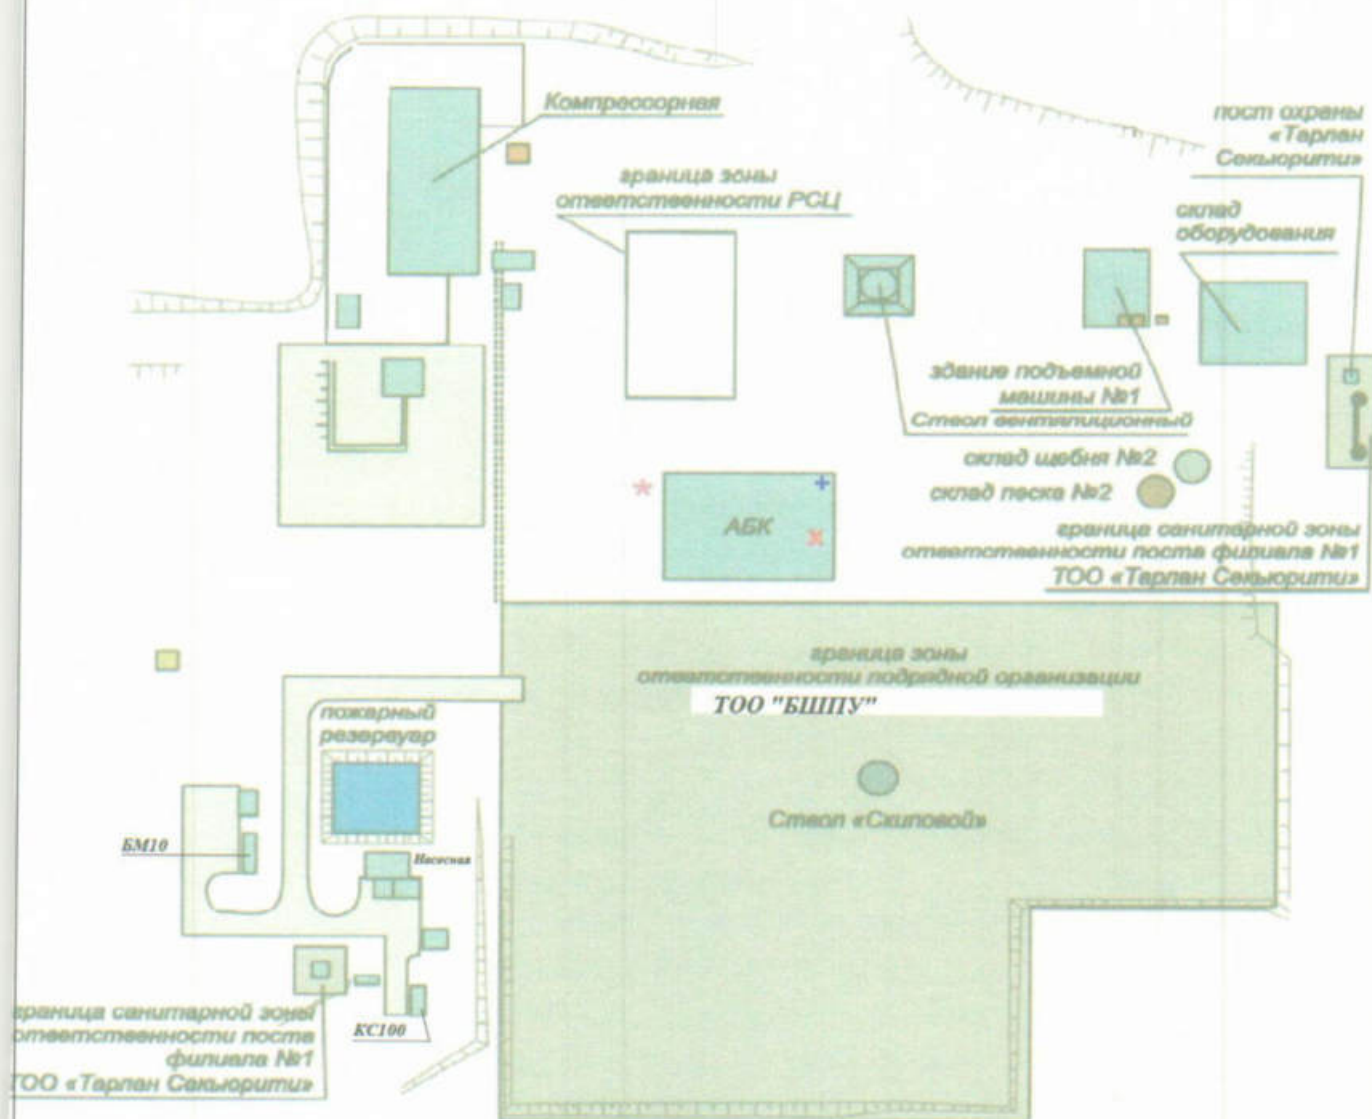 Компрессорная
пост охраны
«Тарлан
Секьюрити»
граница зоны
ответственности РСЦ
склад
оборудования
здание подъемной
машины №1
Ствол вентиляционный
склад щебня №2
склад песка №2
АБК
граница санитарной зоны
ответственности поста филиала №1
ТОО «Тарлан Секьюрити»
граница зоны
ответственности подрядной организации
ТОО "БШПУ"
пожарный
резервуар
Ствол «Скиповой»
БМ10
Насосная
КС100
граница санитарной зоны
ответственности поста
филиала №1
ТОО «Тарлан Секьюрити»